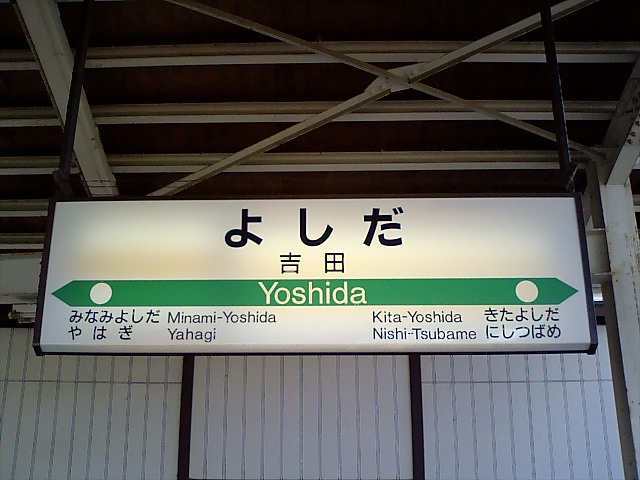 よしだ
吉田
Yoshida
みなみよしだ Minami-Yoshida
やはぎ Yahagi
Kita-Yoshida きたよしだ
Nishi-Tsubame にしつばめ